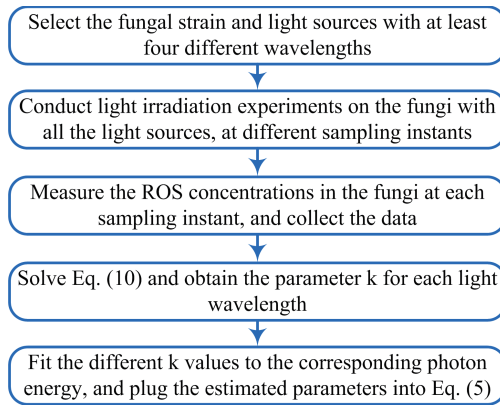 Select the fungal strain and light sources with at least
four different wavelengths
Conduct light irradiation experiments on the fungi with
all the light sources, at different sampling instants
Measure the ROS concentrations in the fungi at each
sampling instant, and collect the data
Solve Eq. (10) and obtain the parameter k for each light
wavelength
Fit the different k values to the corresponding photon
energy, and plug the estimated parameters into Eq. (5)